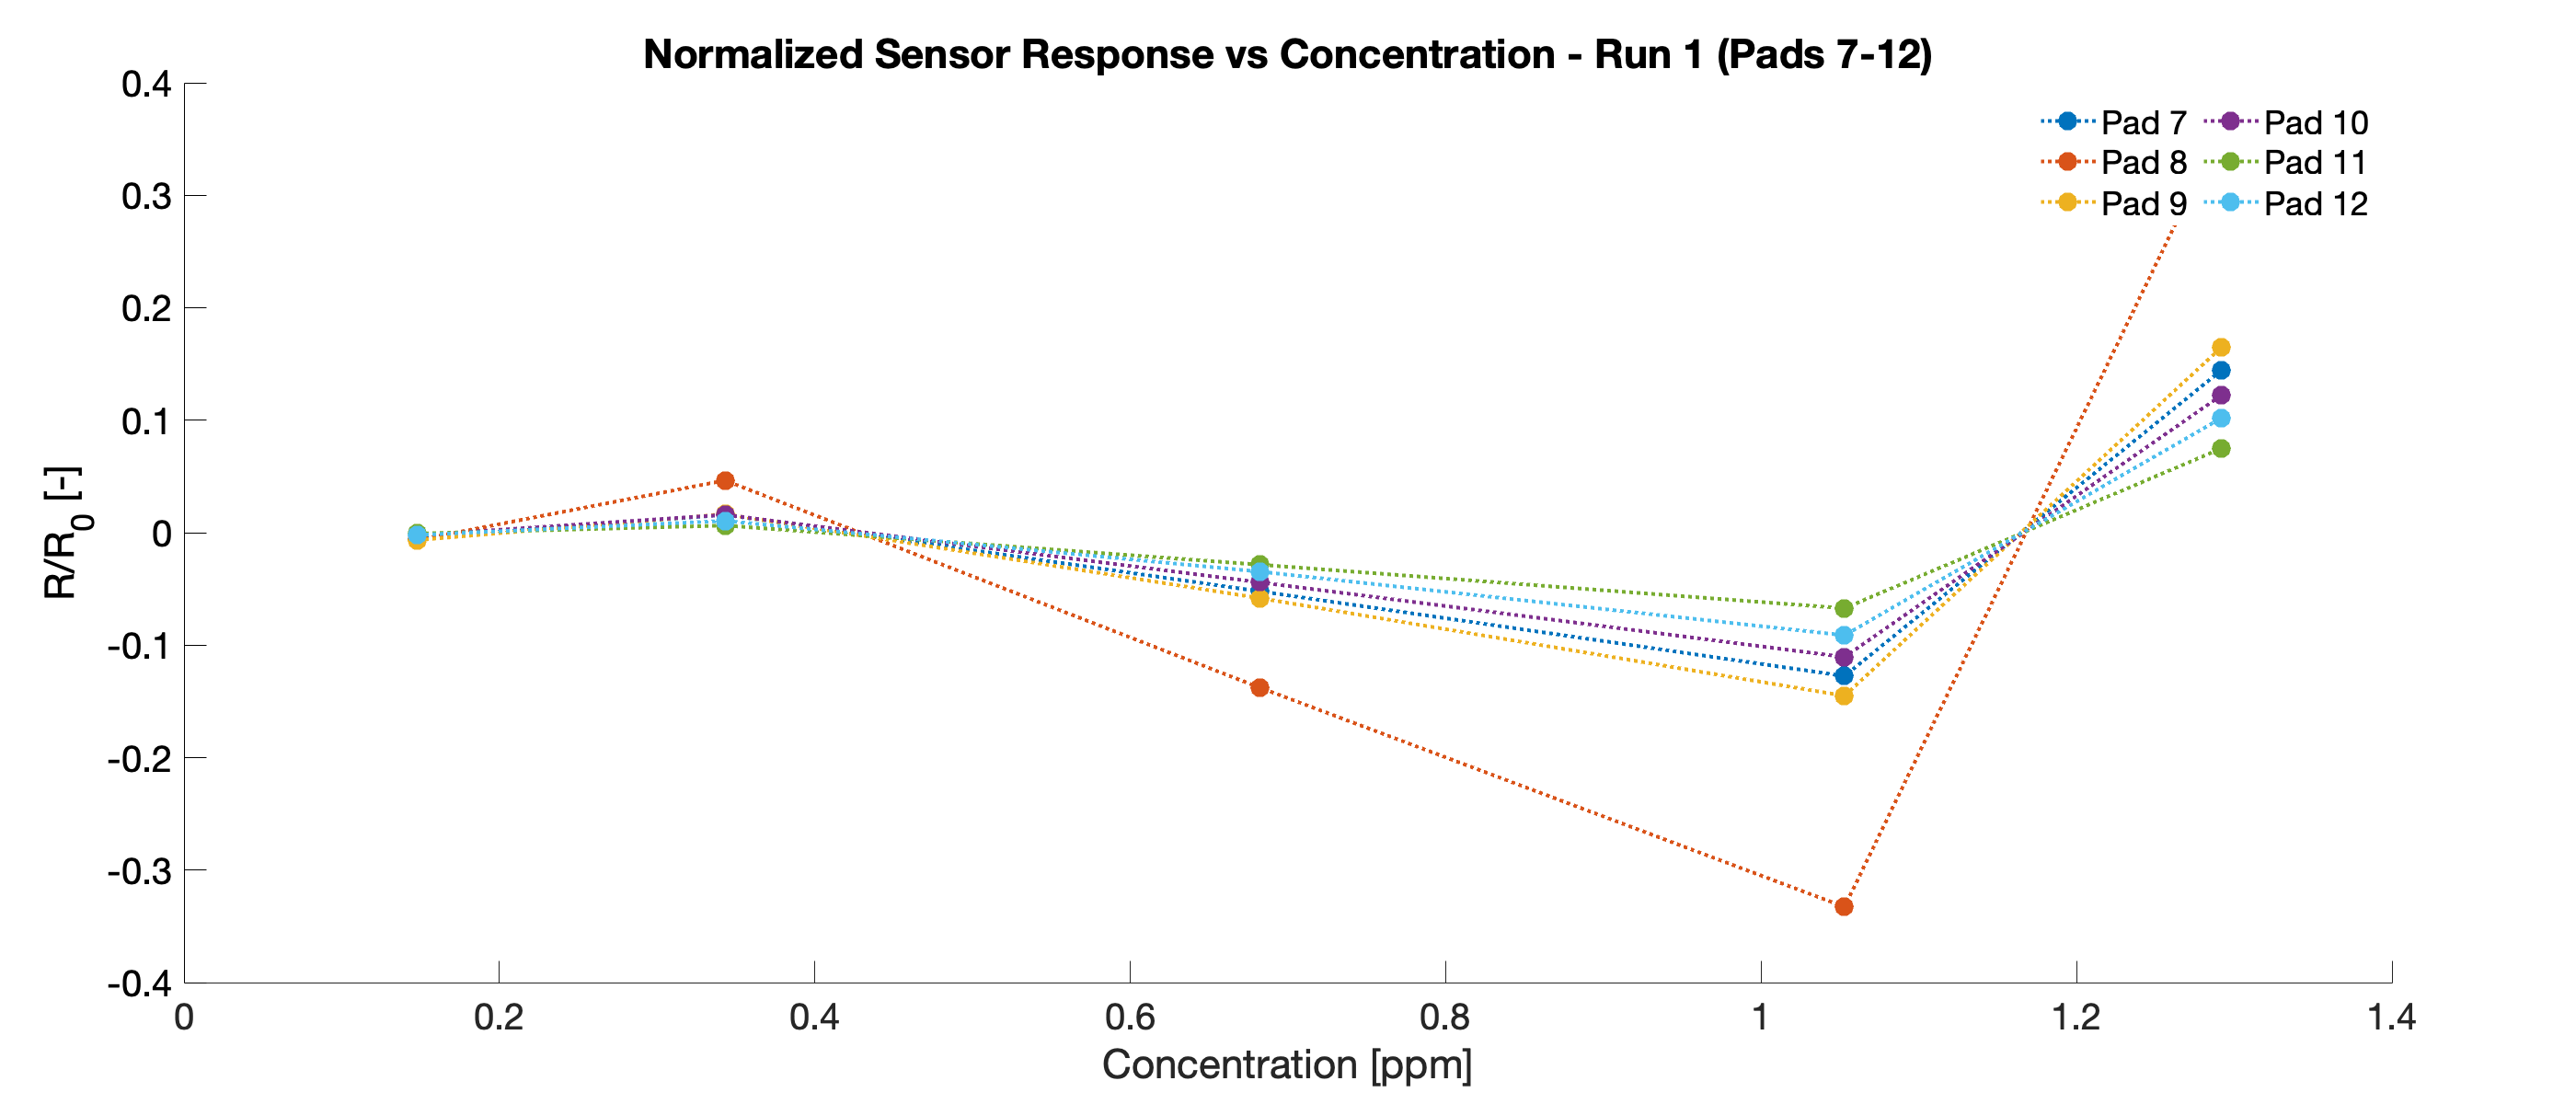 Normalized Sensor Response vs Concentration - Run 1 (Pads 7-12)
0.4
0.3
0.2
0.1
0
-0.1
-0.2
-0.3
-0.4
R/R0 [-]
Pad 7 Pad 10
Pad 8 Pad 11
Pad 9 Pad 12
0 0.2 0.4 0.6 0.8 1 1.2 1.4
Concentration [ppm]